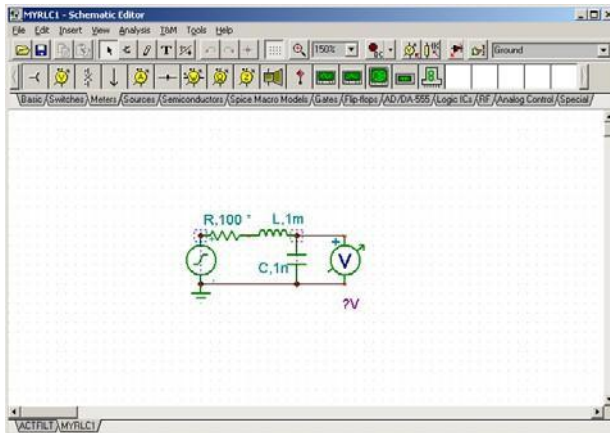 MYRLC1 - Schematic Editor
File Edit Insert View Analysis T&M Tools Help
150% Ground
Basic Switches Meters Sources Semiconductors Spice Macro Models Gates Flip-flops AD/DA-555 Logic ICs RF Analog Control Special
R,100 L,1m
C,1n
V
?V
ACTFILT MYRLC1